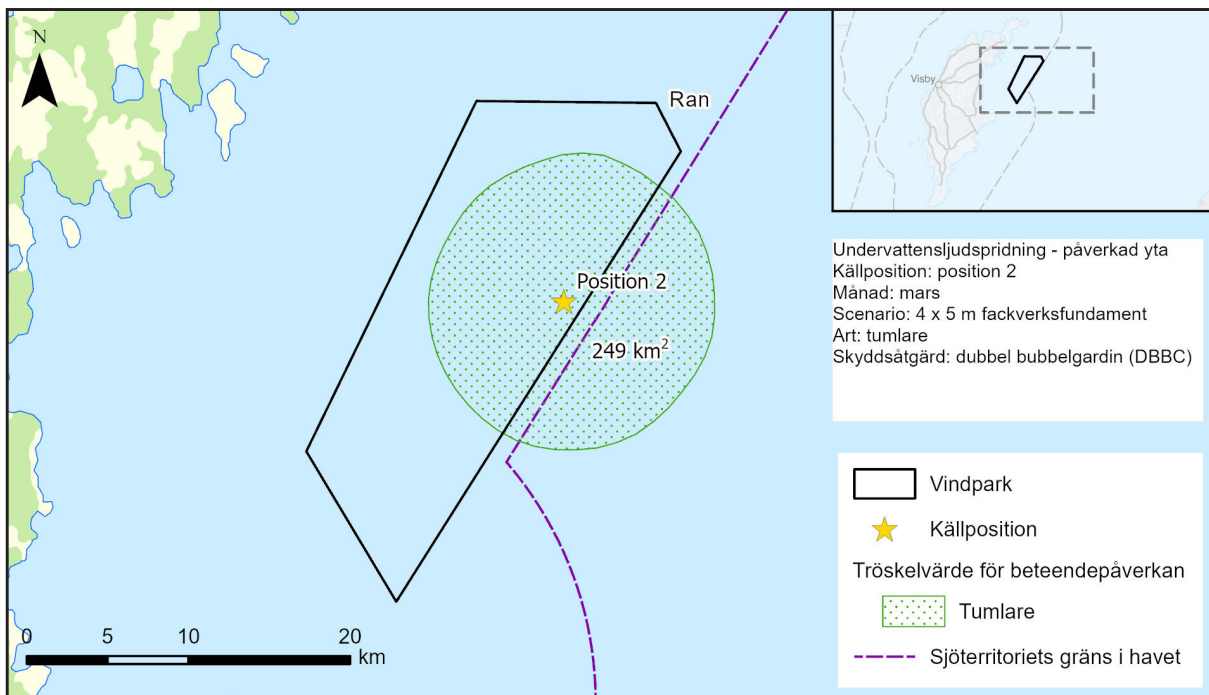 N
Ran
Position 2
249 km²
0 5 10 20
km
Visby
Undervattensljudspridning - påverkad yta
Källposition: position 2
Månad: mars
Scenario: 4 x 5 m fackverksfundament
Art: tumlare
Skyddsåtgärd: dubbel bubbelgardin (DBBC)
Vindpark
Källposition
Tröskelvärde för beteendepåverkan
Tumlare
Sjöterritoriets gräns i havet